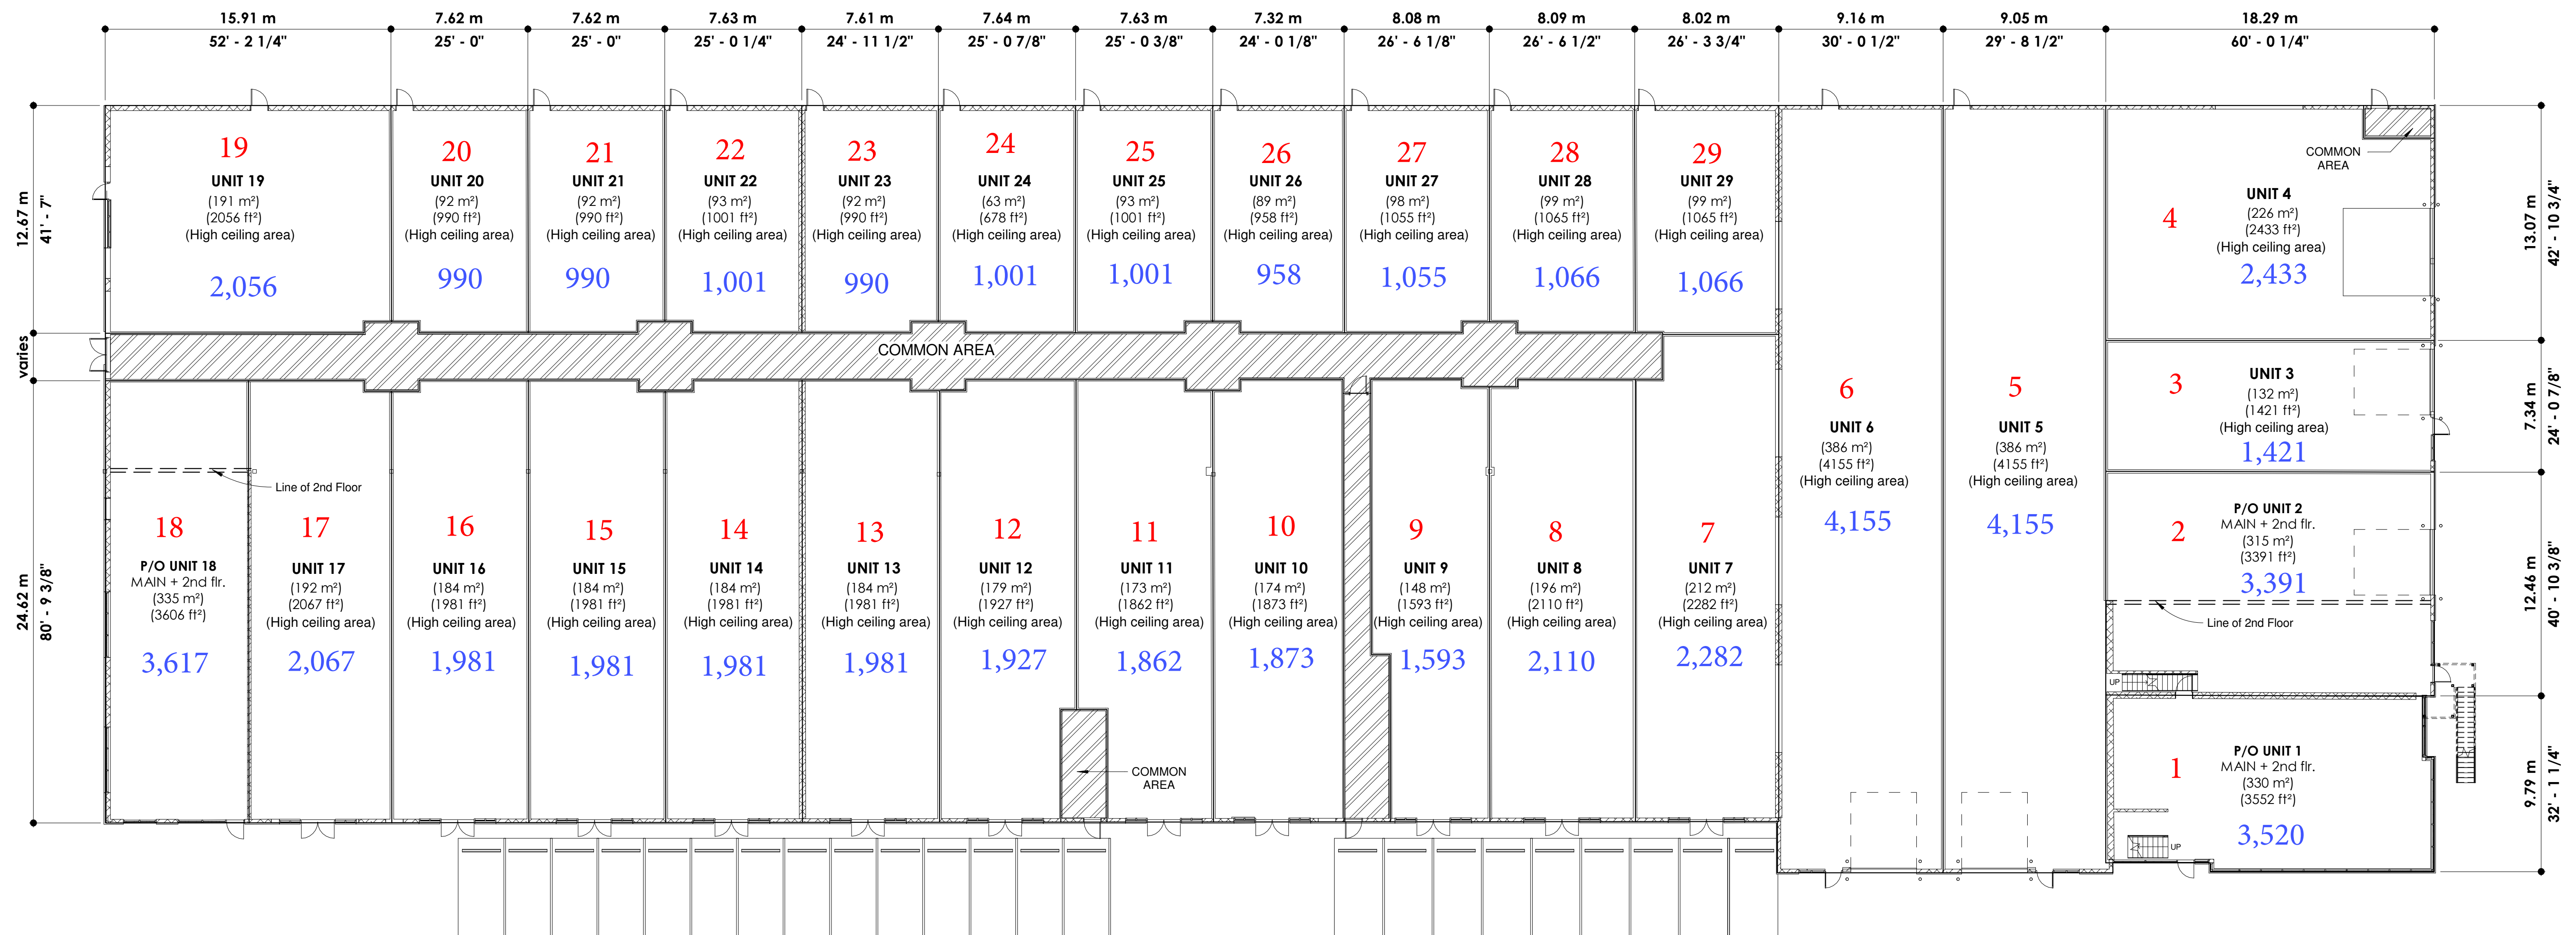 15.91 m 7.62 m 7.62 m 7.63 m 7.61 m 7.64 m 7.63 m 7.32 m 8.08 m 8.09 m 8.02 m 9.16 m 9.05 m 18.29 m
52' - 2 1/4" 25' - 0" 25' - 0" 25' - 0 1/4" 24' - 11 1/2" 25' - 0 7/8" 25' - 0 3/8" 24' - 0 1/8" 26' - 6 1/8" 26' - 6 1/2" 26' - 3 3/4" 30' - 0 1/2" 29' - 8 1/2" 60' - 0 1/4"
12.67 m
41' - 7"
varies
24.62 m
80' - 9 3/8"
19
UNIT 19
(191 m²)
(2056 ft²)
(High ceiling area)
2,056
20
UNIT 20
(92 m²)
(990 ft²)
(High ceiling area)
990
21
UNIT 21
(92 m²)
(990 ft²)
(High ceiling area)
990
22
UNIT 22
(93 m²)
(1001 ft²)
(High ceiling area)
1,001
23
UNIT 23
(92 m²)
(990 ft²)
(High ceiling area)
990
24
UNIT 24
(63 m²)
(678 ft²)
(High ceiling area)
1,001
25
UNIT 25
(93 m²)
(1001 ft²)
(High ceiling area)
1,001
26
UNIT 26
(89 m²)
(958 ft²)
(High ceiling area)
958
27
UNIT 27
(98 m²)
(1055 ft²)
(High ceiling area)
1,055
28
UNIT 28
(99 m²)
(1065 ft²)
(High ceiling area)
1,066
29
UNIT 29
(99 m²)
(1065 ft²)
(High ceiling area)
1,066
COMMON
AREA
4
UNIT 4
(226 m²)
(2433 ft²)
(High ceiling area)
2,433
COMMON AREA
3
UNIT 3
(132 m²)
(1421 ft²)
(High ceiling area)
1,421
6
UNIT 6
(386 m²)
(4155 ft²)
(High ceiling area)
4,155
5
UNIT 5
(386 m²)
(4155 ft²)
(High ceiling area)
4,155
Line of 2nd Floor
18
P/O UNIT 18
MAIN + 2nd flr.
(335 m²)
(3606 ft²)
3,617
17
UNIT 17
(192 m²)
(2067 ft²)
(High ceiling area)
2,067
16
UNIT 16
(184 m²)
(1981 ft²)
(High ceiling area)
1,981
15
UNIT 15
(184 m²)
(1981 ft²)
(High ceiling area)
1,981
14
UNIT 14
(184 m²)
(1981 ft²)
(High ceiling area)
1,981
13
UNIT 13
(184 m²)
(1981 ft²)
(High ceiling area)
1,981
12
UNIT 12
(179 m²)
(1927 ft²)
(High ceiling area)
1,927
11
UNIT 11
(173 m²)
(1862 ft²)
(High ceiling area)
1,862
10
UNIT 10
(174 m²)
(1873 ft²)
(High ceiling area)
1,873
9
UNIT 9
(148 m²)
(1593 ft²)
(High ceiling area)
1,593
8
UNIT 8
(196 m²)
(2110 ft²)
(High ceiling area)
2,110
7
UNIT 7
(212 m²)
(2282 ft²)
(High ceiling area)
2,282
2
P/O UNIT 2
MAIN + 2nd flr.
(315 m²)
(3391 ft²)
3,391
Line of 2nd Floor
UP
COMMON
AREA
1
P/O UNIT 1
MAIN + 2nd flr.
(330 m²)
(3552 ft²)
3,520
UP
13.07 m
42' - 10 3/4"
7.34 m
24' - 0 7/8"
12.46 m
40' - 10 3/8"
9.79 m
32' - 1 1/4"